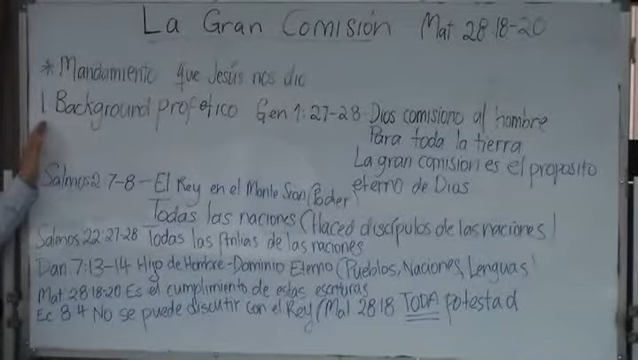 La Gran Comisión Mat 28 18-20
* Mandamiento que Jesús nos dio
1 Background profetico Gen 1:27-28 Dios comisiono al hombre
Para toda la tierra
La gran comision es el proposito
eterno de Dios
Salmos 2 7-8 - El Rey en el Monte Sion/Poder
Todas las naciones (Haced discípulos de las naciones)
Salmos 22 27-28 Todas las fmlias de las naciones
Dan. 7:13-14 Hijo de Hombre-Dominio Eterno (Pueblos, Naciones, Lenguas)
Mat 28 18-20 Es el cumplimiento de estas escrituras
Ec 8 4 No se puede discutir con el Rey (Mat 28 18 TODA potestad